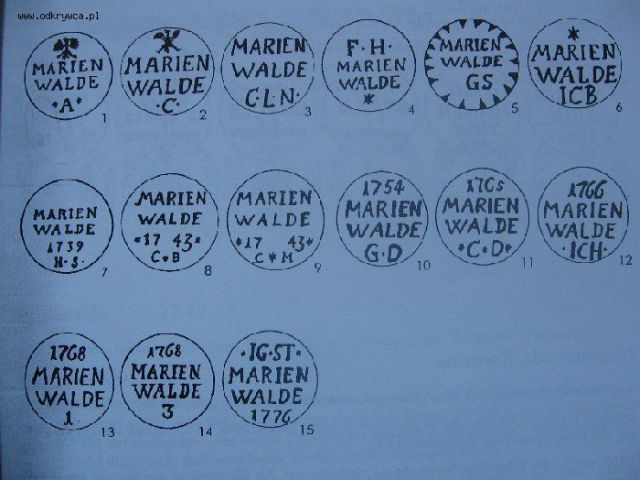 www.odkrywca.pl
MARIEN
WALDE
·A·
1
MARIEN
WALDE
·C·
2
MARIEN
WALDE
C·L·N·
3
F·H·
MARIEN
WALDE
*
4
MARIEN
WALDE
GS
5
*
MARIEN
WALDE
ICB
6
MARIEN
WALDE
1739
H·S·
7
MARIEN
WALDE
*17 43*
C*B
8
MARIEN
WALDE
*17 43*
C*M
9
1754
MARIEN
WALDE
G·D
10
1765
MARIEN
WALDE
*C·D*
11
1766
MARIEN
WALDE
·ICH·
12
1768
MARIEN
WALDE
1
13
1768
MARIEN
WALDE
3
14
·IG·ST·
MARIEN
WALDE
1776
15